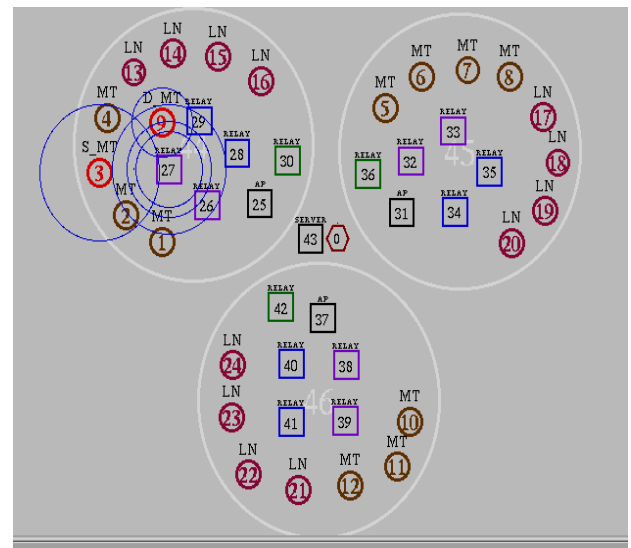 LN LN
14 15
LN LN
13 16
MT D_MT RELAY
4 9 29
S_MT RELAY
3 27 28 30
MT RELAY AP
2 26 25
MT
1
MT MT MT
6 7 8
MT LN
5 17
RELAY LN
33 18
RELAY RELAY RELAY
36 32 45 35
AP RELAY LN
31 34 19
LN
20
SERVER
43 0
RELAY AP
42 37
LN RELAY RELAY
24 40 38
46
LN RELAY RELAY MT
23 41 39 10
LN LN MT MT
22 21 12 11